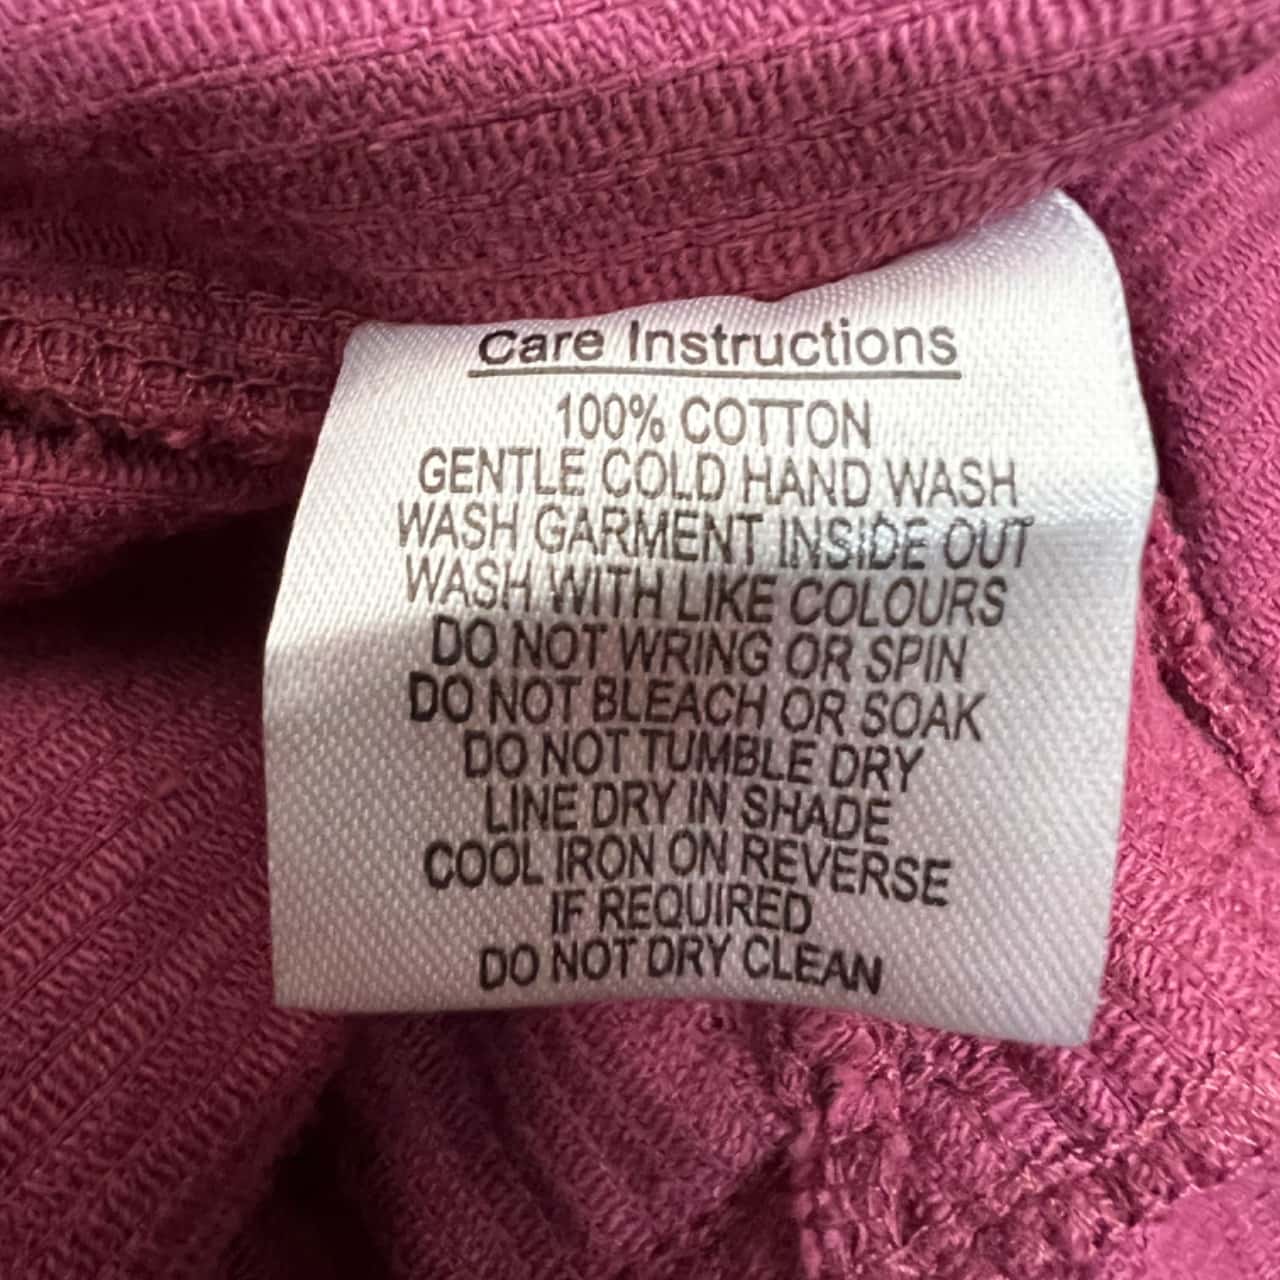 Care Instructions
100% COTTON
GENTLE COLD HAND WASH
WASH GARMENT INSIDE OUT
WASH WITH LIKE COLOURS
DO NOT WRING OR SPIN
DO NOT BLEACH OR SOAK
DO NOT TUMBLE DRY
LINE DRY IN SHADE
COOL IRON ON REVERSE
IF REQUIRED
DO NOT DRY CLEAN